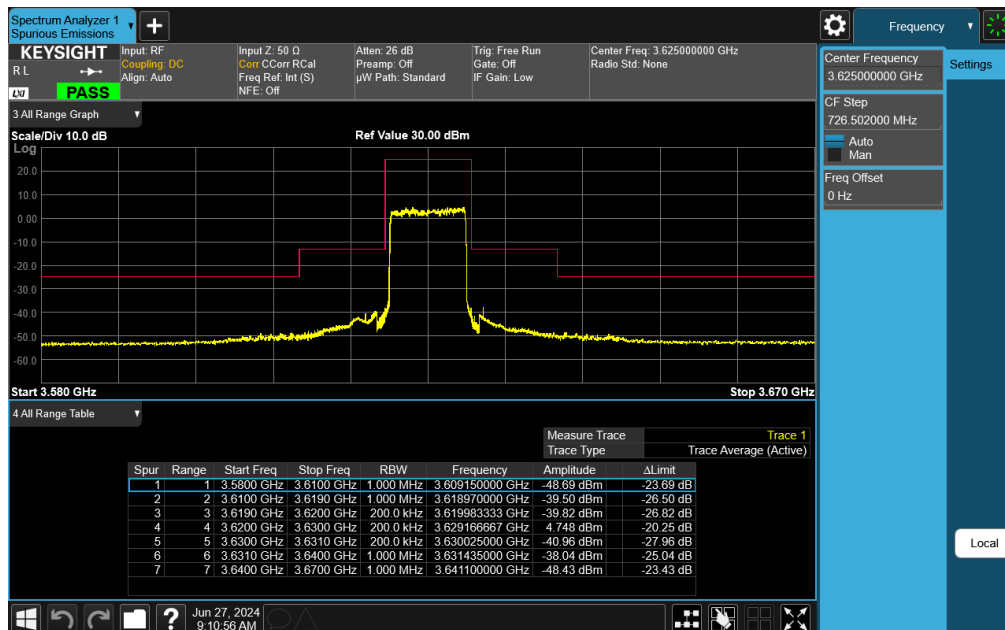 Spectrum Analyzer 1
Spurious Emissions
Frequency
KEYSIGHT
R L
LXI
PASS
Input: RF
Coupling: DC
Align: Auto
Input Z: 50 Ω
Corr CCorr RCal
Freq Ref: Int (S)
NFE: Off
Atten: 26 dB
Preamp: Off
µW Path: Standard
Trig: Free Run
Gate: Off
IF Gain: Low
Center Freq: 3.625000000 GHz
Radio Std: None
Center Frequency
3.625000000 GHz
Settings
CF Step
726.502000 MHz
Auto
Man
Freq Offset
0 Hz
Local
3 All Range Graph
Scale/Div 10.0 dB
Ref Value 30.00 dBm
Log
20.0
10.0
0.00
-10.0
-20.0
-30.0
-40.0
-50.0
-60.0
Start 3.580 GHz
Stop 3.670 GHz
4 All Range Table
Measure Trace Trace 1
Trace Type Trace Average (Active)
Spur Range Start Freq Stop Freq RBW Frequency Amplitude ΔLimit
1 1 3.5800 GHz 3.6100 GHz 1.000 MHz 3.609150000 GHz -48.69 dBm -23.69 dB
2 2 3.6100 GHz 3.6190 GHz 1.000 MHz 3.618970000 GHz -39.50 dBm -26.50 dB
3 3 3.6190 GHz 3.6200 GHz 200.0 kHz 3.619983333 GHz -39.82 dBm -26.82 dB
4 4 3.6200 GHz 3.6300 GHz 200.0 kHz 3.629166667 GHz 4.748 dBm -20.25 dB
5 5 3.6300 GHz 3.6310 GHz 200.0 kHz 3.630025000 GHz -40.96 dBm -27.96 dB
6 6 3.6310 GHz 3.6400 GHz 1.000 MHz 3.631435000 GHz -38.04 dBm -25.04 dB
7 7 3.6400 GHz 3.6700 GHz 1.000 MHz 3.641100000 GHz -48.43 dBm -23.43 dB
Jun 27, 2024
9:10:56 AM